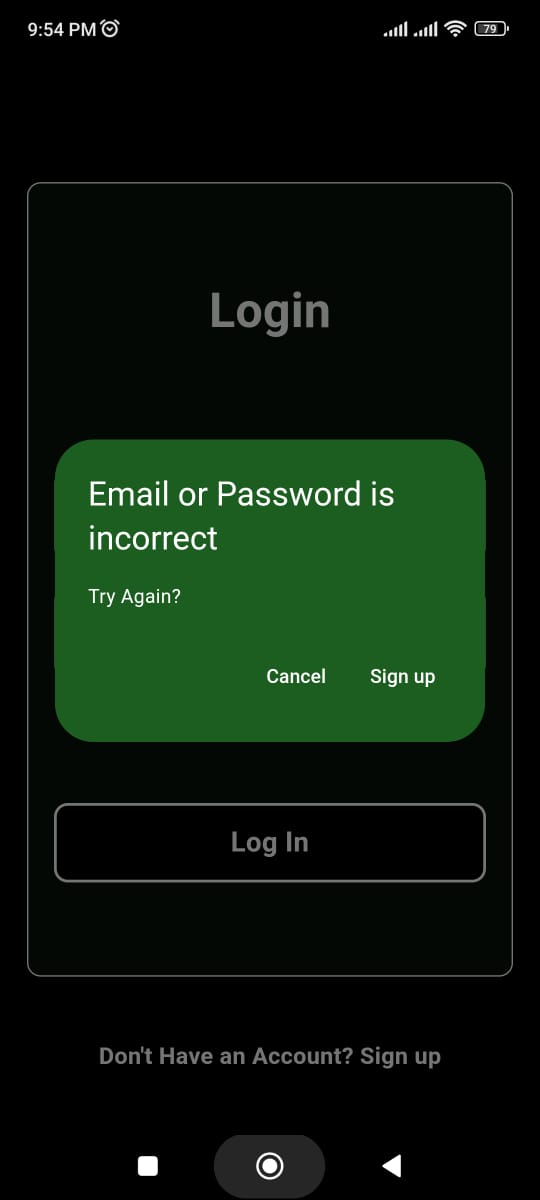 9:54 PM
79
Login
Email or Password is
incorrect
Try Again?
Cancel Sign up
Log In
Don't Have an Account? Sign up